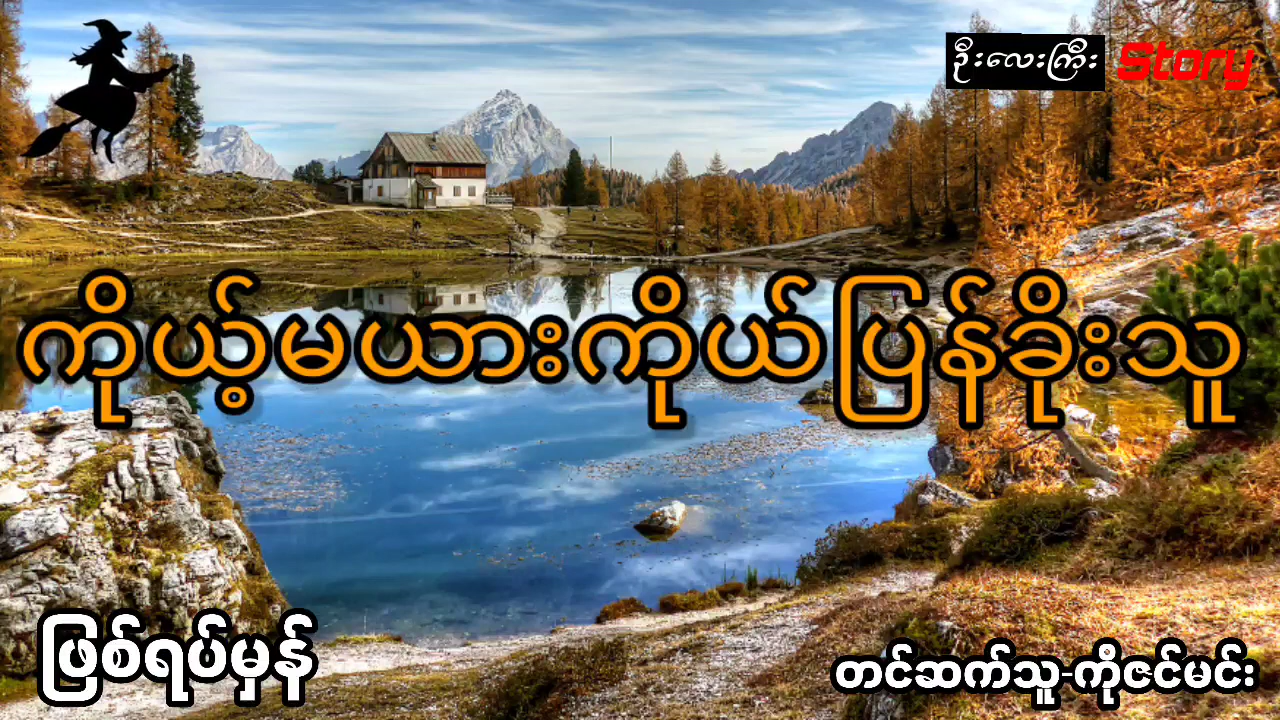 ဦးလေးကြီး Story
ကိုယ့်မယားကိုယ်ပြန်ခိုးသူ
ဖြစ်ရပ်မှန်
တင်ဆက်သူ-ကိုဇင်မင်း